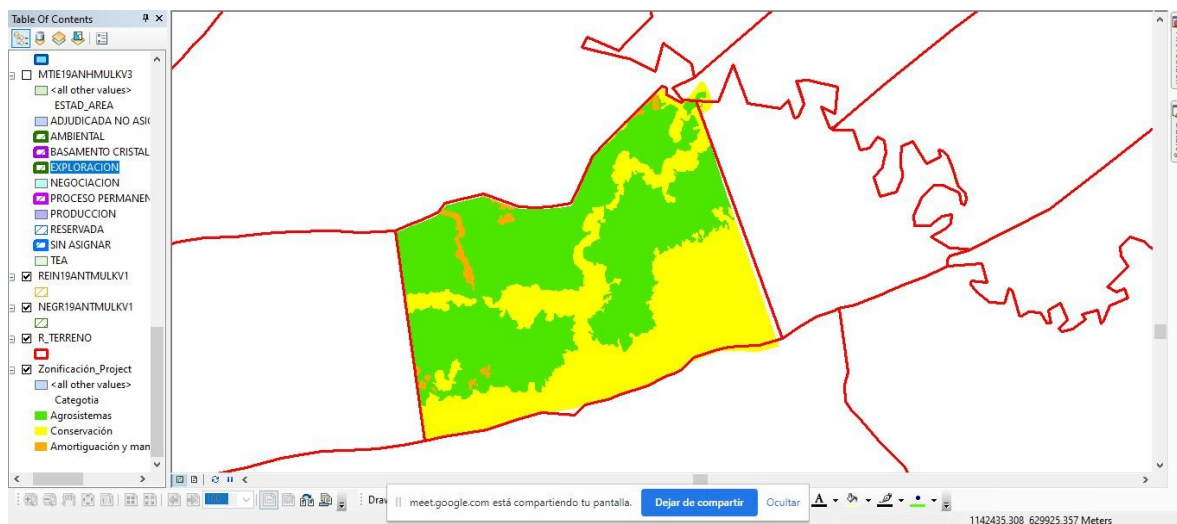 Table Of Contents
MTIE19ANHMULKV3
<all other values>
ESTAD_AREA
ADJUDICADA NO ASI
AMBIENTAL
BASAMENTO CRISTAL
EXPLORACION
NEGOCIACION
PROCESO PERMANEN
PRODUCCION
RESERVADA
SIN ASIGNAR
TEA
REIN19ANTMULKV1
NEGR19ANTMULKV1
R_TERRENO
Zonificación_Project
<all other values>
Categotia
Agrosistemas
Conservación
Amortiguación y man
Drav
meet.google.com está compartiendo tu pantalla.
Dejar de compartir
Ocultar
A
1142435.308 629925.357 Meters